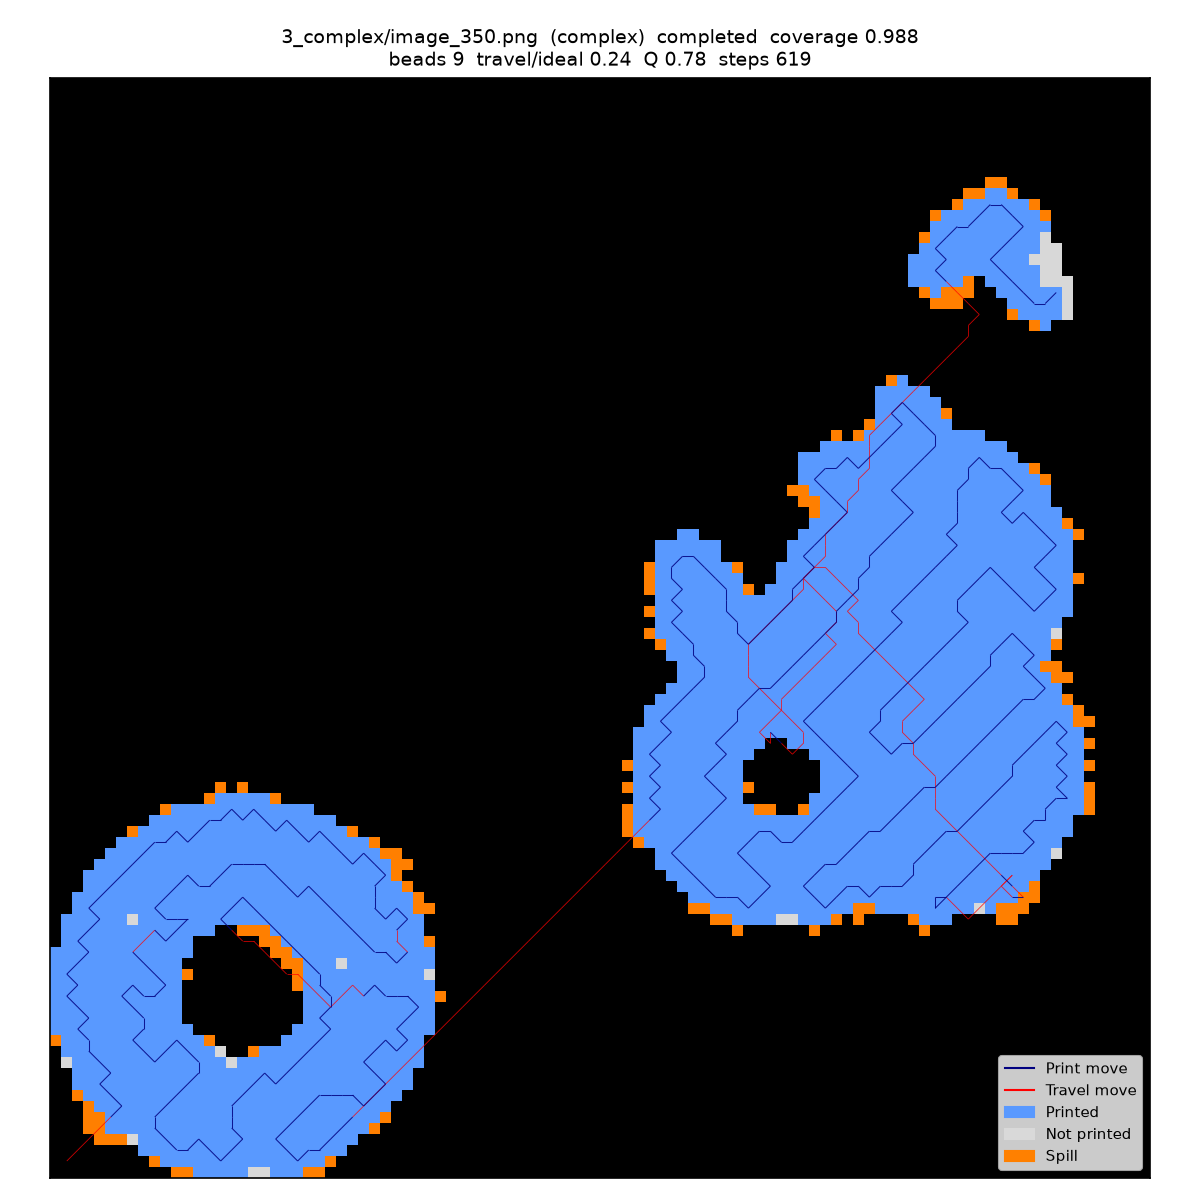 3_complex/image_350.png  (complex)  completed  coverage 0.988
beads 9  travel/ideal 0.24  Q 0.78  steps 619
Print move
Travel move
Printed
Not printed
Spill